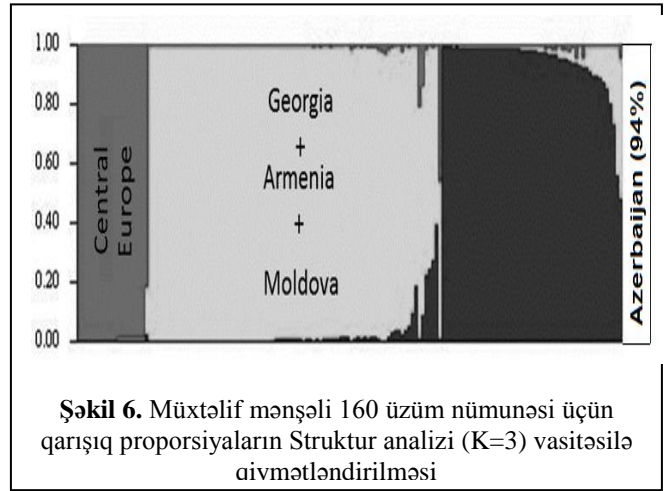 1.00
0.80
0.60
0.40
0.20
0.00
Central
Europe
Georgia
+
Armenia
+
Moldova
Azerbaijan (94%)
Şəkil 6. Müxtəlif mənşəli 160 üzüm nümunəsi üçün
qarışıq proporsiyaların Struktur analizi (K=3) vasitəsilə
qiymətləndirilməsi